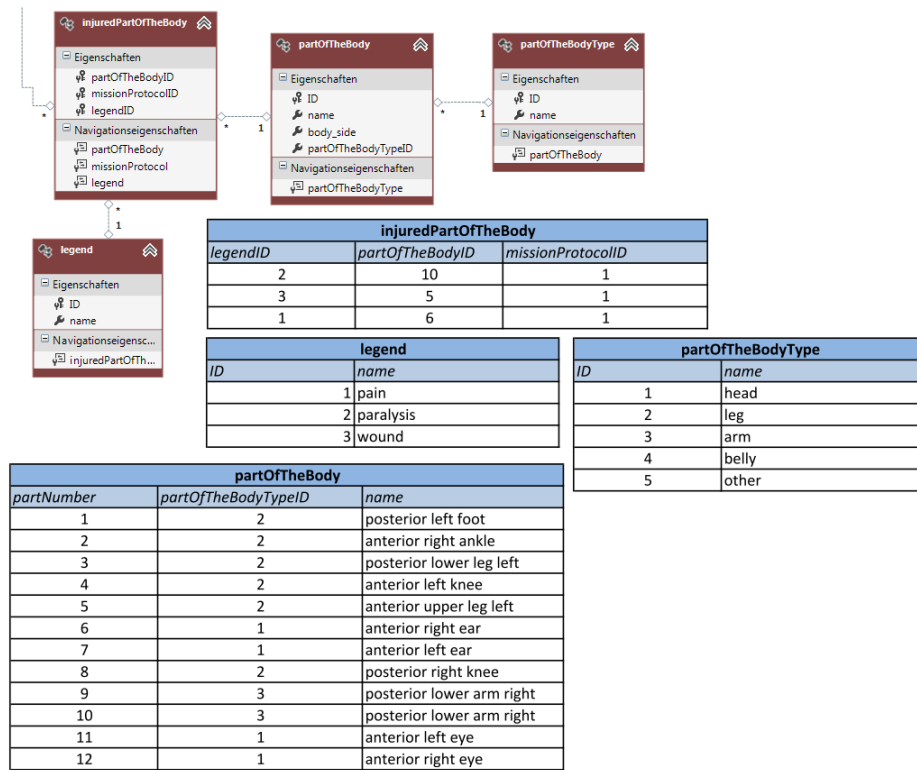 injuredPartOfTheBody
Eigenschaften
partOfTheBodyID
missionProtocolID
legendID
Navigationseigenschaften
partOfTheBody
missionProtocol
legend
* * 1
partOfTheBody
Eigenschaften
ID
name
body_side
partOfTheBodyTypeID
Navigationseigenschaften
partOfTheBodyType
* 1
partOfTheBodyType
Eigenschaften
ID
name
Navigationseigenschaften
partOfTheBody
*
1
legend
Eigenschaften
ID
name
Navigationseigensc...
injuredPartOfTh...
injuredPartOfTheBody
legendID partOfTheBodyID missionProtocolID
2 10 1
3 5 1
1 6 1
legend
ID name
1 pain
2 paralysis
3 wound
partOfTheBodyType
ID name
1 head
2 leg
3 arm
4 belly
5 other
partOfTheBody
partNumber partOfTheBodyTypeID name
1 2 posterior left foot
2 2 anterior right ankle
3 2 posterior lower leg left
4 2 anterior left knee
5 2 anterior upper leg left
6 1 anterior right ear
7 1 anterior left ear
8 2 posterior right knee
9 3 posterior lower arm right
10 3 posterior lower arm right
11 1 anterior left eye
12 1 anterior right eye